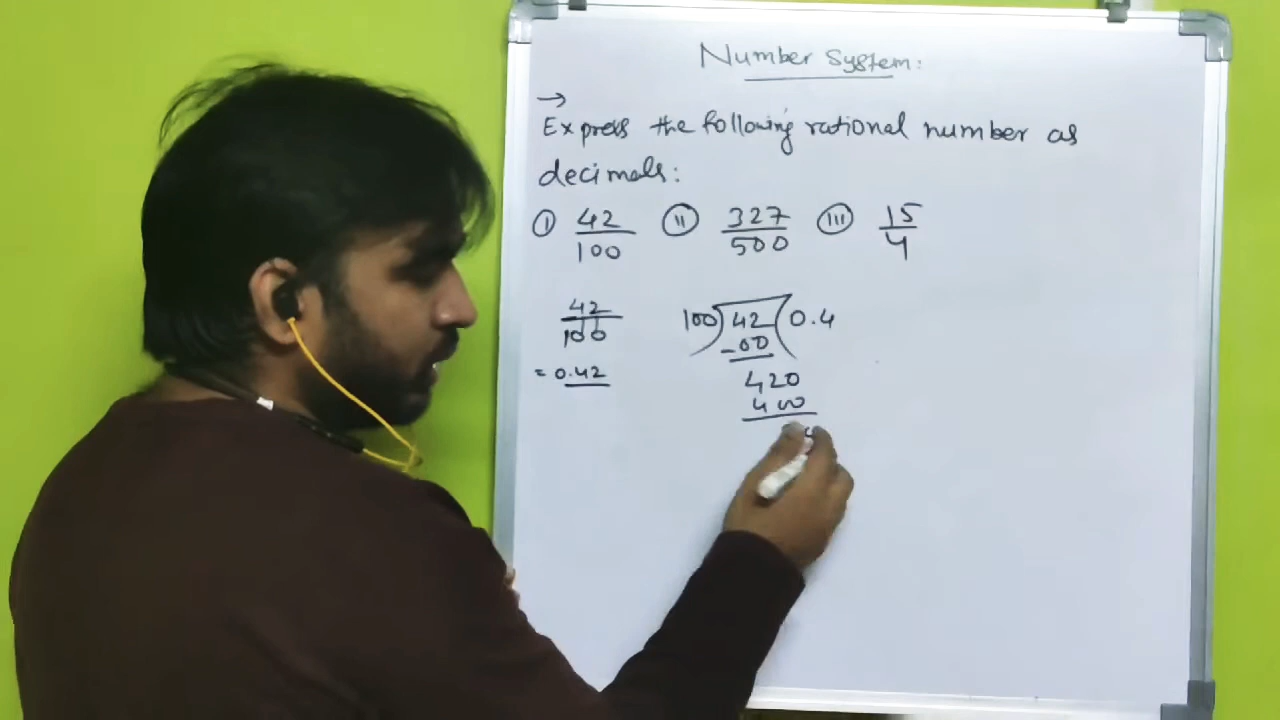 Number System:
→
Express the following rational number as
decimals:
(i) 42/100 (ii) 327/500 (iii) 15/4
42/100
= 0.42
100 ) 42 ( 0.4
-00
420
400